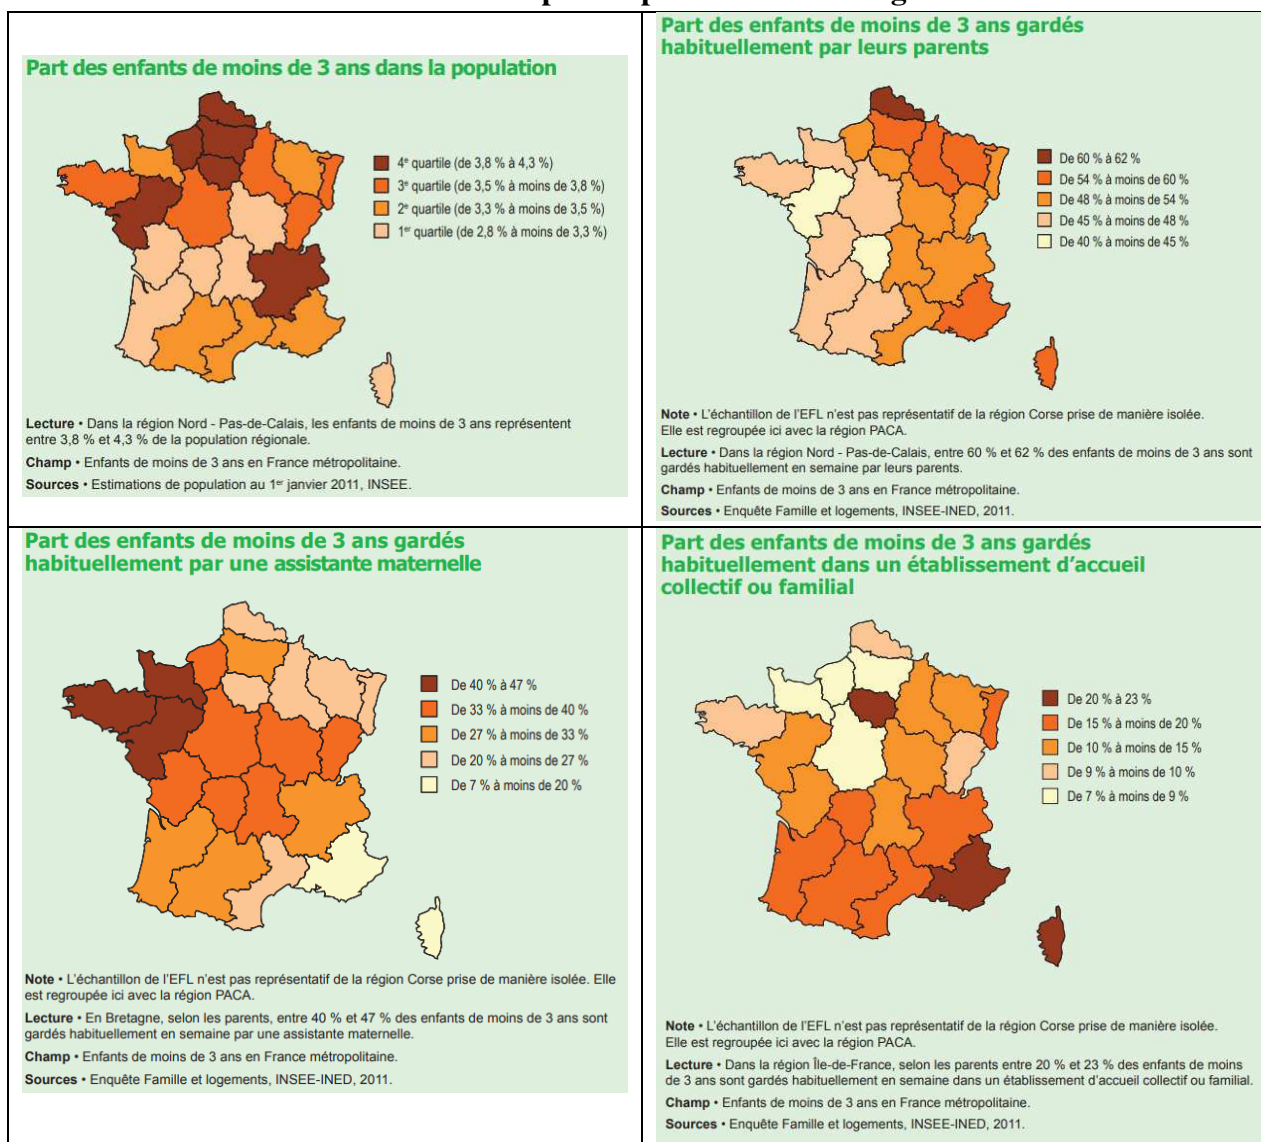 Part des enfants de moins de 3 ans dans la population
4e quartile (de 3,8 % à 4,3 %)
3e quartile (de 3,5 % à moins de 3,8 %)
2e quartile (de 3,3 % à moins de 3,5 %)
1er quartile (de 2,8 % à moins de 3,3 %)
Lecture • Dans la région Nord - Pas-de-Calais, les enfants de moins de 3 ans représentent
entre 3,8 % et 4,3 % de la population régionale.
Champ • Enfants de moins de 3 ans en France métropolitaine.
Sources • Estimations de population au 1er janvier 2011, INSEE.
Part des enfants de moins de 3 ans gardés
habituellement par leurs parents
De 60 % à 62 %
De 54 % à moins de 60 %
De 48 % à moins de 54 %
De 45 % à moins de 48 %
De 40 % à moins de 45 %
Note • L'échantillon de l'EFL n'est pas représentatif de la région Corse prise de manière isolée.
Elle est regroupée ici avec la région PACA.
Lecture • Dans la région Nord - Pas-de-Calais, entre 60 % et 62 % des enfants de moins de 3 ans sont
gardés habituellement en semaine par leurs parents.
Champ • Enfants de moins de 3 ans en France métropolitaine.
Sources • Enquête Famille et logements, INSEE-INED, 2011.
Part des enfants de moins de 3 ans gardés
habituellement par une assistante maternelle
De 40 % à 47 %
De 33 % à moins de 40 %
De 27 % à moins de 33 %
De 20 % à moins de 27 %
De 7 % à moins de 20 %
Note • L'échantillon de l'EFL n'est pas représentatif de la région Corse prise de manière isolée. Elle
est regroupée ici avec la région PACA.
Lecture • En Bretagne, selon les parents, entre 40 % et 47 % des enfants de moins de 3 ans sont
gardés habituellement en semaine par une assistante maternelle.
Champ • Enfants de moins de 3 ans en France métropolitaine.
Sources • Enquête Famille et logements, INSEE-INED, 2011.
Part des enfants de moins de 3 ans gardés
habituellement dans un établissement d'accueil
collectif ou familial
De 20 % à 23 %
De 15 % à moins de 20 %
De 10 % à moins de 15 %
De 9 % à moins de 10 %
De 7 % à moins de 9 %
Note • L'échantillon de l'EFL n'est pas représentatif de la région Corse prise de manière isolée.
Elle est regroupée ici avec la région PACA.
Lecture • Dans la région Île-de-France, selon les parents entre 20 % et 23 % des enfants de moins
de 3 ans sont gardés habituellement en semaine dans un établissement d'accueil collectif ou familial.
Champ • Enfants de moins de 3 ans en France métropolitaine.
Sources • Enquête Famille et logements, INSEE-INED, 2011.